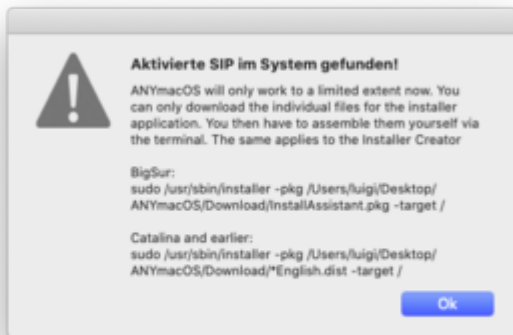 Aktivierte SIP im System gefunden!
ANYmacOS will only work to a limited extent now. You
can only download the individual files for the installer
application. You then have to assemble them yourself via
the terminal. The same applies to the Installer Creator
BigSur:
sudo /usr/sbin/installer -pkg /Users/luigi/Desktop/
ANYmacOS/Download/InstallAssistant.pkg -target /
Catalina and earlier:
sudo /usr/sbin/installer -pkg /Users/luigi/Desktop/
ANYmacOS/Download/*English.dist -target /
Ok